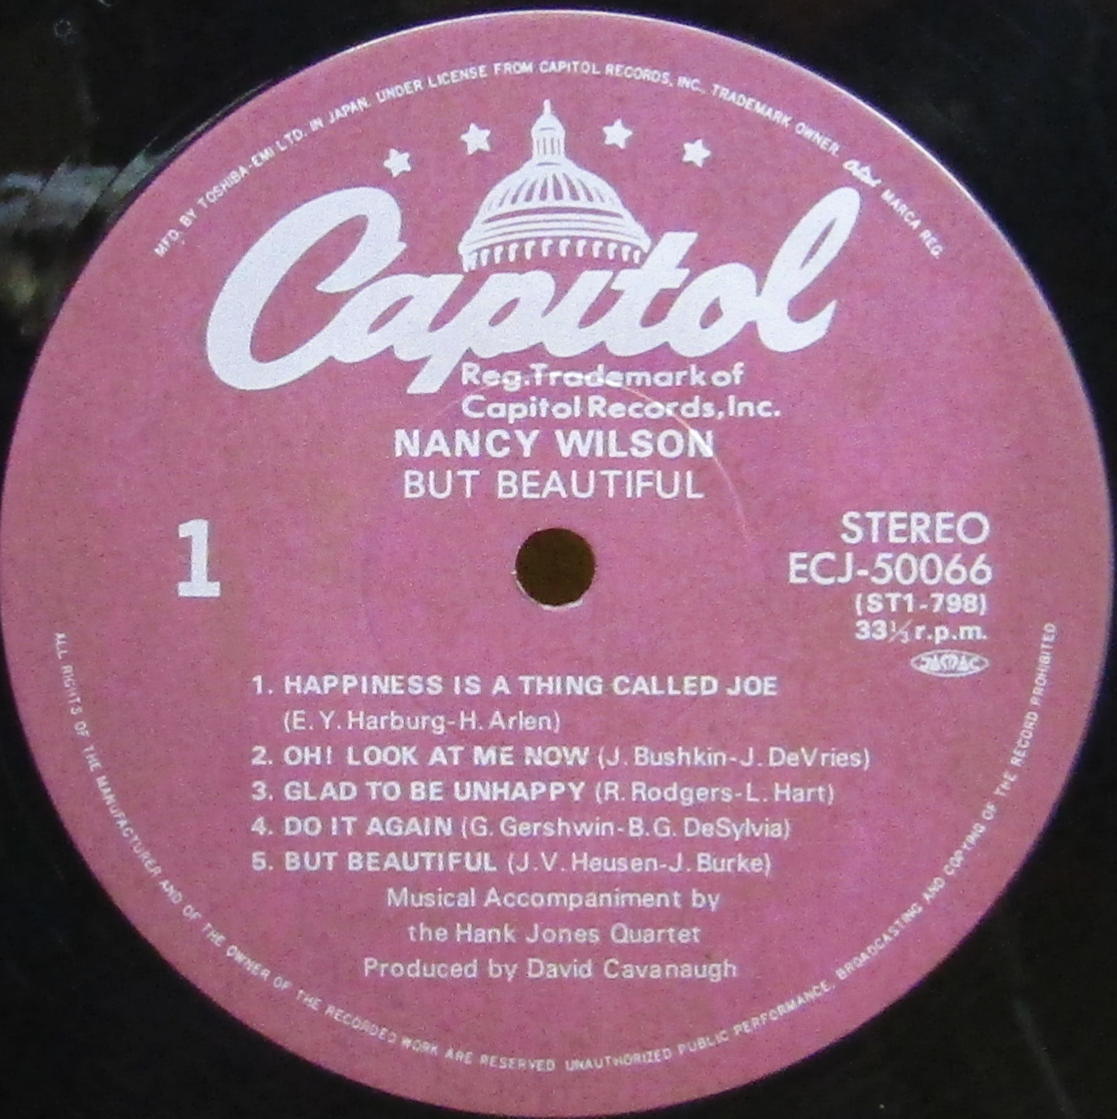 MFD. BY TOSHIBA-EMI LTD. IN JAPAN. UNDER LICENSE FROM CAPITOL RECORDS, INC., TRADEMARK OWNER. Capitol MARCA REG.
Capitol
Reg.Trademark of
Capitol Records,Inc.
NANCY WILSON
BUT BEAUTIFUL
1
STEREO
ECJ-50066
(ST1-798)
33⅓ r.p.m.
JASRAC
1. HAPPINESS IS A THING CALLED JOE
(E. Y. Harburg-H. Arlen)
2. OH! LOOK AT ME NOW (J. Bushkin-J. DeVries)
3. GLAD TO BE UNHAPPY (R. Rodgers-L. Hart)
4. DO IT AGAIN (G. Gershwin-B.G. DeSylvia)
5. BUT BEAUTIFUL (J.V. Heusen-J. Burke)
Musical Accompaniment by
the Hank Jones Quartet
Produced by David Cavanaugh
ALL RIGHTS OF THE MANUFACTURER AND OF THE OWNER OF THE RECORDED WORK ARE RESERVED UNAUTHORIZED PUBLIC PERFORMANCE, BROADCASTING AND COPYING OF THE RECORD PROHIBITED